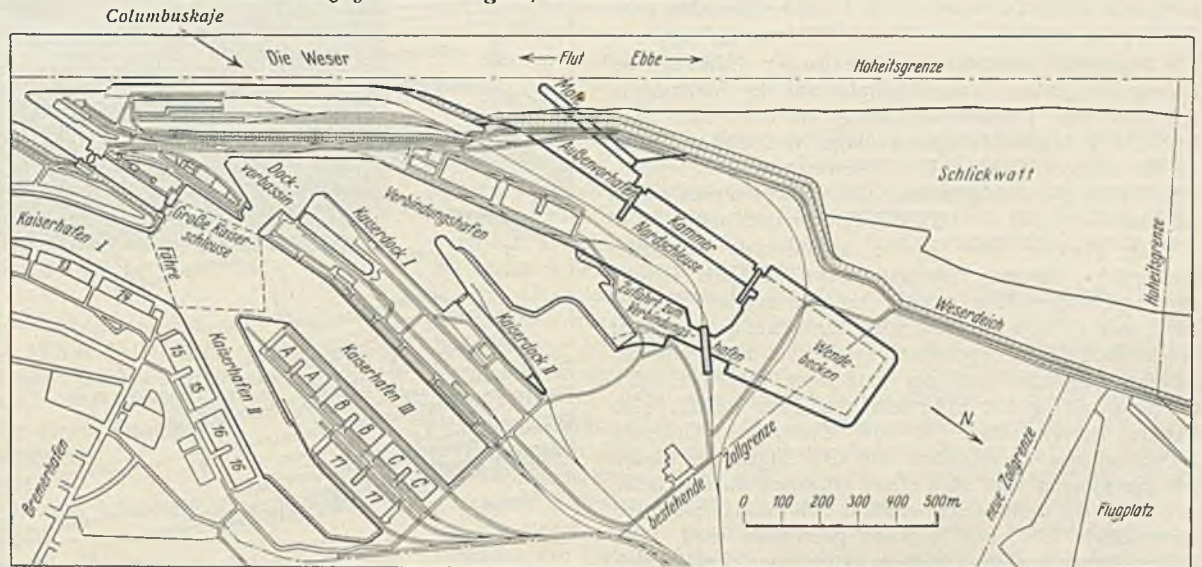 Columbuskaje
Die Weser
← Flut Ebbe →
Hoheitsgrenze
Mole
Außenvorhafen
Schlickwatt
Dock-
vorbassin
Verbindungshafen
Kammer
Nordschleuse
Große Kaiser-
schleuse
Kaiserhafen I
Kaiserdock I
Fähre
Hoheitsgrenze
Zufahrt zum
Verbindungs-
hafen
Weserdeich
Kaiserdock II
Wende-
becken
14
15
15
16
16
Kaiserhafen II
A
A
B
B
C
C
17
17
Kaiserhafen III
N.
Bremerhafen
bestehende Zollgrenze
neue Zollgrenze
0 100 200 300 400 500m
Flugplatz